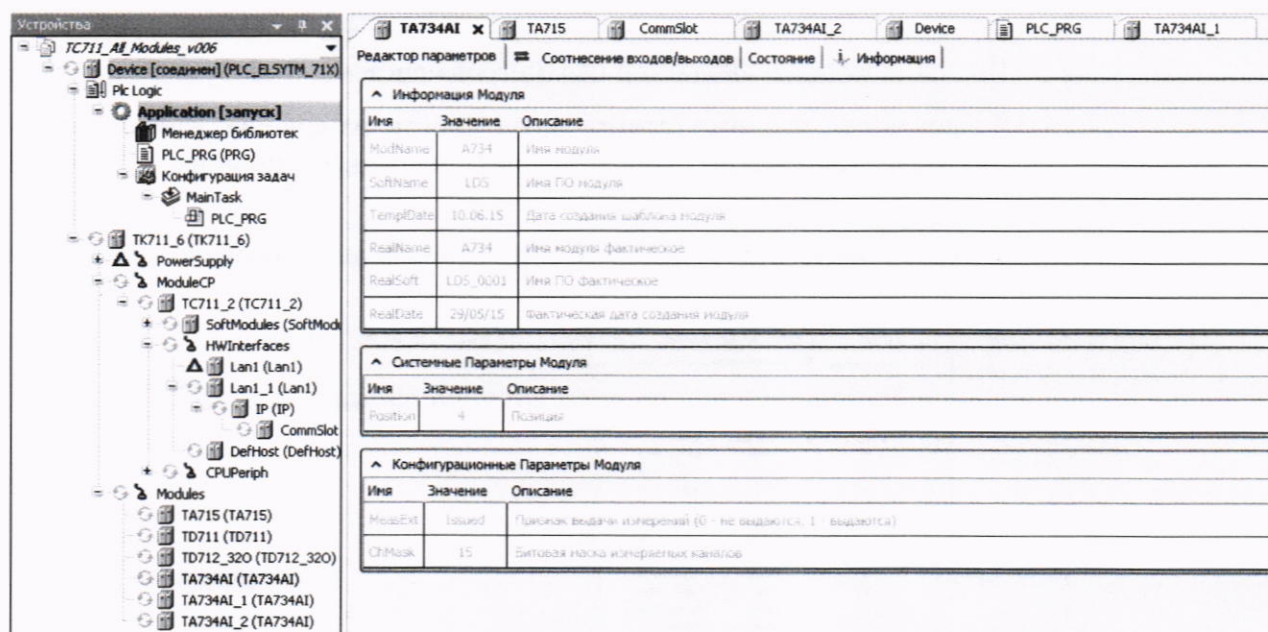 Устройства
TC711_All_Modules_v006
Device [соединен] (PLC_ELSYTM_71X)
Plc Logic
Application [запуск]
Менеджер библиотек
PLC_PRG (PRG)
Конфигурация задач
MainTask
PLC_PRG
TK711_6 (TK711_6)
PowerSupply
ModuleCP
TC711_2 (TC711_2)
SoftModules (SoftModu
HWInterfaces
Lan1 (Lan1)
Lan1_1 (Lan1)
IP (IP)
CommSlot
DefHost (DefHost)
CPUPeriph
Modules
TA715 (TA715)
TD711 (TD711)
TD712_32O (TD712_32O)
TA734AI (TA734AI)
TA734AI_1 (TA734AI)
TA734AI_2 (TA734AI)
TA734AI TA715 CommSlot TA734AI_2 Device PLC_PRG TA734AI_1
Редактор параметров Соотнесение входов/выходов Состояние Информация
Информация Модуля
Имя Значение Описание
ModName A734 Имя модуля
SoftName LDS Имя ПО модуля
TemplDate 10.06.15 Дата создания шаблона модуля
RealName A734 Имя модуля фактическое
RealSoft LDS_0001 Имя ПО фактическое
RealDate 29/05/15 Фактическая дата создания модуля
Системные Параметры Модуля
Имя Значение Описание
Position 4 Позиция
Конфигурационные Параметры Модуля
Имя Значение Описание
MeasExt Issued Признак выдачи измерений (0 - не выдаются, 1 - выдаются)
ChMask 15 Битовая маска измеряемых каналов